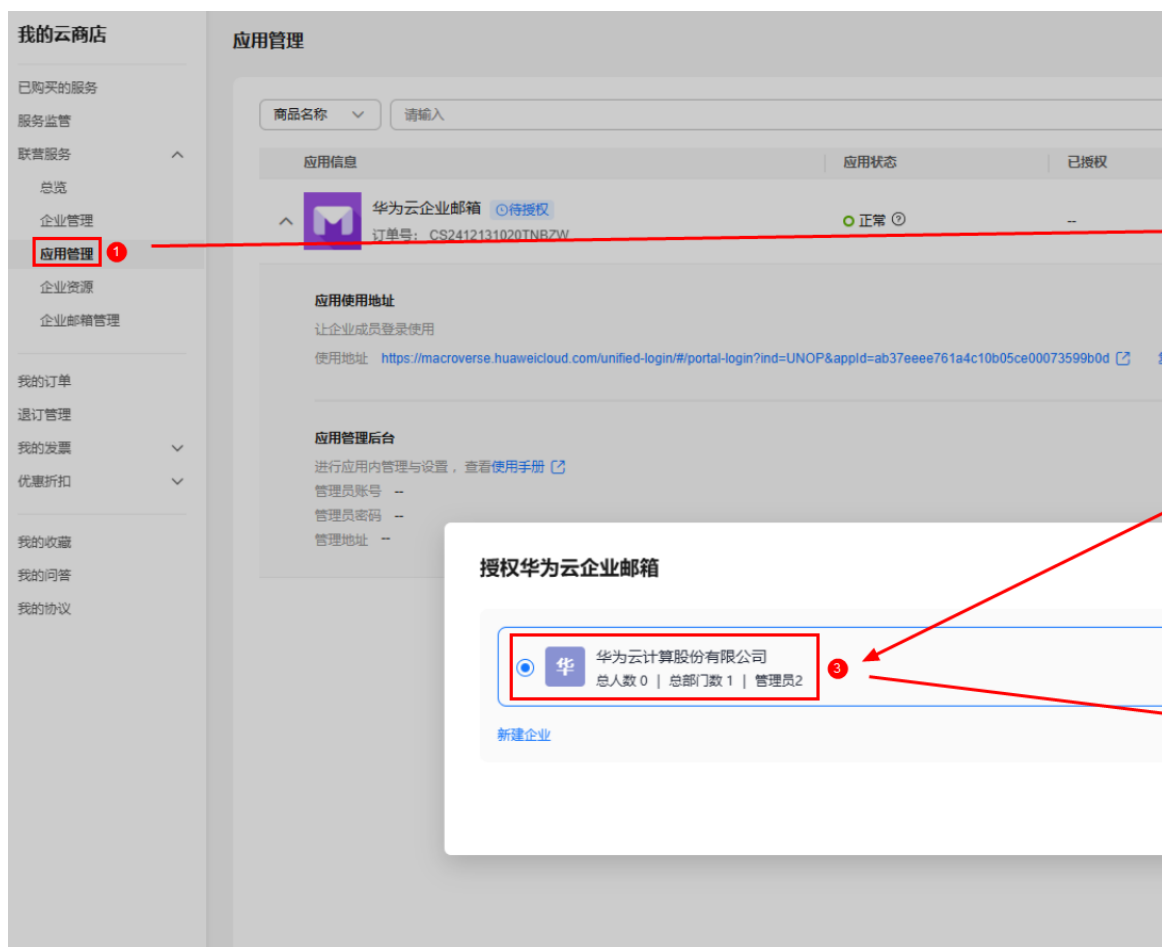 我的云商店
已购买的服务
服务监管
联营服务
总览
企业管理
应用管理 1
企业资源
企业邮箱管理
我的订单
退订管理
我的发票
优惠折扣
我的收藏
我的问答
我的协议
应用管理
商品名称 请输入
应用信息 应用状态 已授权
华为云企业邮箱 待授权
订单号： CS2412131020TNBZW
正常 --
应用使用地址
让企业成员登录使用
使用地址 https://macroverse.huaweicloud.com/unified-login/#/portal-login?ind=UNOP&appId=ab37eeee761a4c10b05ce00073599b0d
应用管理后台
进行应用内管理与设置，查看使用手册
管理员账号 --
管理员密码 --
管理地址 --
授权华为云企业邮箱
华 华为云计算股份有限公司
总人数 0 | 总部门数 1 | 管理员2
3
新建企业